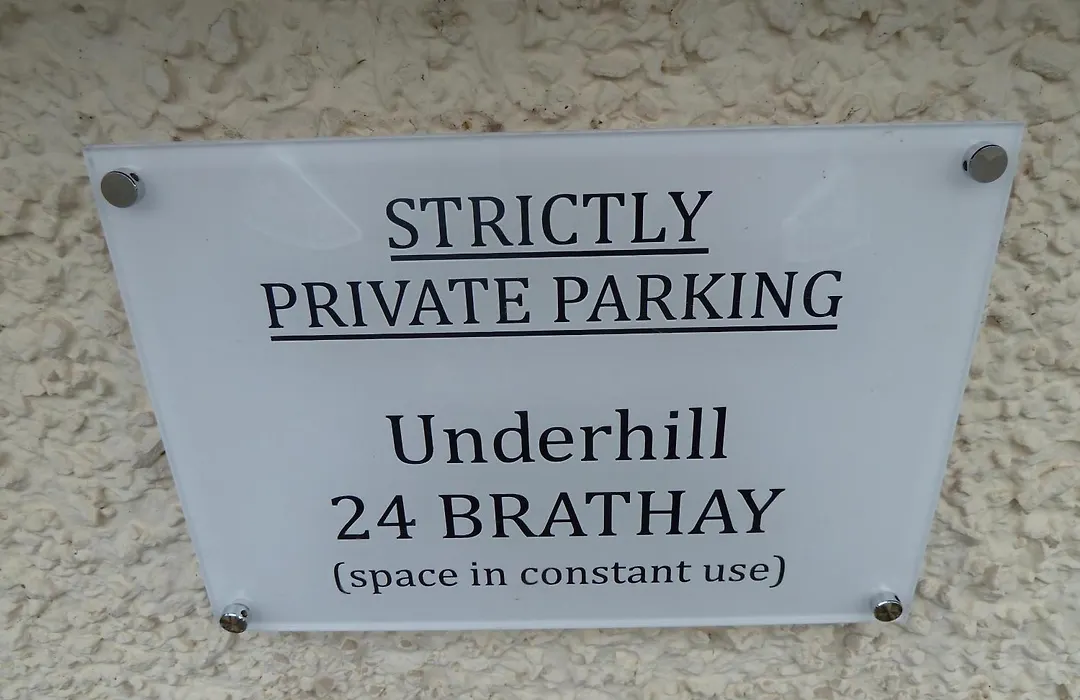 STRICTLY
PRIVATE PARKING
Underhill
24 BRATHAY
(space in constant use)